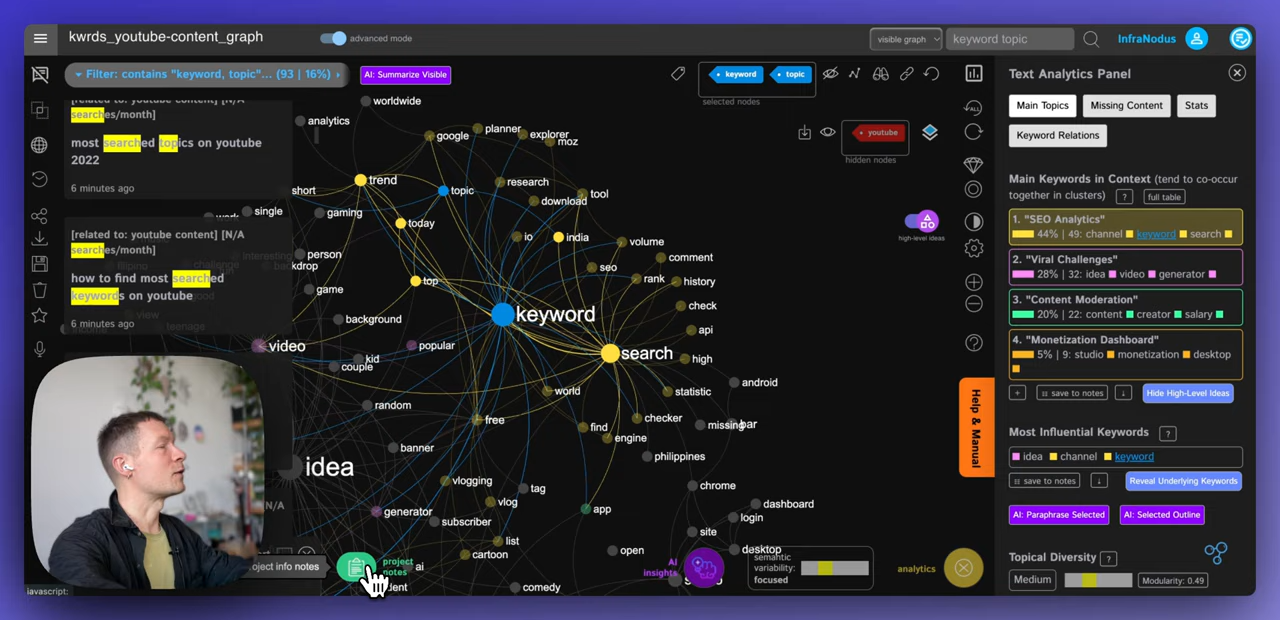 kwrds_youtube-content_graph
advanced mode
visible graph
keyword topic
InfraNodus
Filter: contains "keyword, topic"... (93 | 16%)
AI: Summarize Visible
keyword
topic
selected nodes
youtube
hidden nodes
high-level ideas
[related to: youtube content] [N/A
searches/month]
most searched topics on youtube
2022
6 minutes ago
[related to: youtube content] [N/A
searches/month]
how to find most searched
keywords on youtube
6 minutes ago
N/A
worldwide
analytics
google
planner
explorer
moz
trend
topic
research
tool
short
download
single
gaming
today
io
india
volume
person
backdrop
comment
seo
rank
history
top
game
check
keyword
background
api
video
popular
search
high
kid
couple
android
world
statistic
random
free
checker
missing
bar
find
engine
banner
philippines
idea
vlogging
tag
chrome
generator
vlog
app
dashboard
subscriber
login
site
list
cartoon
open
desktop
ai
comedy
project
notes
AI
insights
semantic
variability:
focused
analytics
javascript:
Help & Manual
Text Analytics Panel
Main Topics
Missing Content
Stats
Keyword Relations
Main Keywords in Context (tend to co-occur
together in clusters) ? full table
1. "SEO Analytics"
44% | 49: channel keyword search
2. "Viral Challenges"
28% | 32: idea video generator
3. "Content Moderation"
20% | 22: content creator salary
4. "Monetization Dashboard"
5% | 9: studio monetization desktop
+ save to notes ↓ Hide High-Level Ideas
Most Influential Keywords ?
idea channel keyword
save to notes ↓ Reveal Underlying Keywords
AI: Paraphrase Selected
AI: Selected Outline
Topical Diversity ?
Medium
Modularity: 0.49